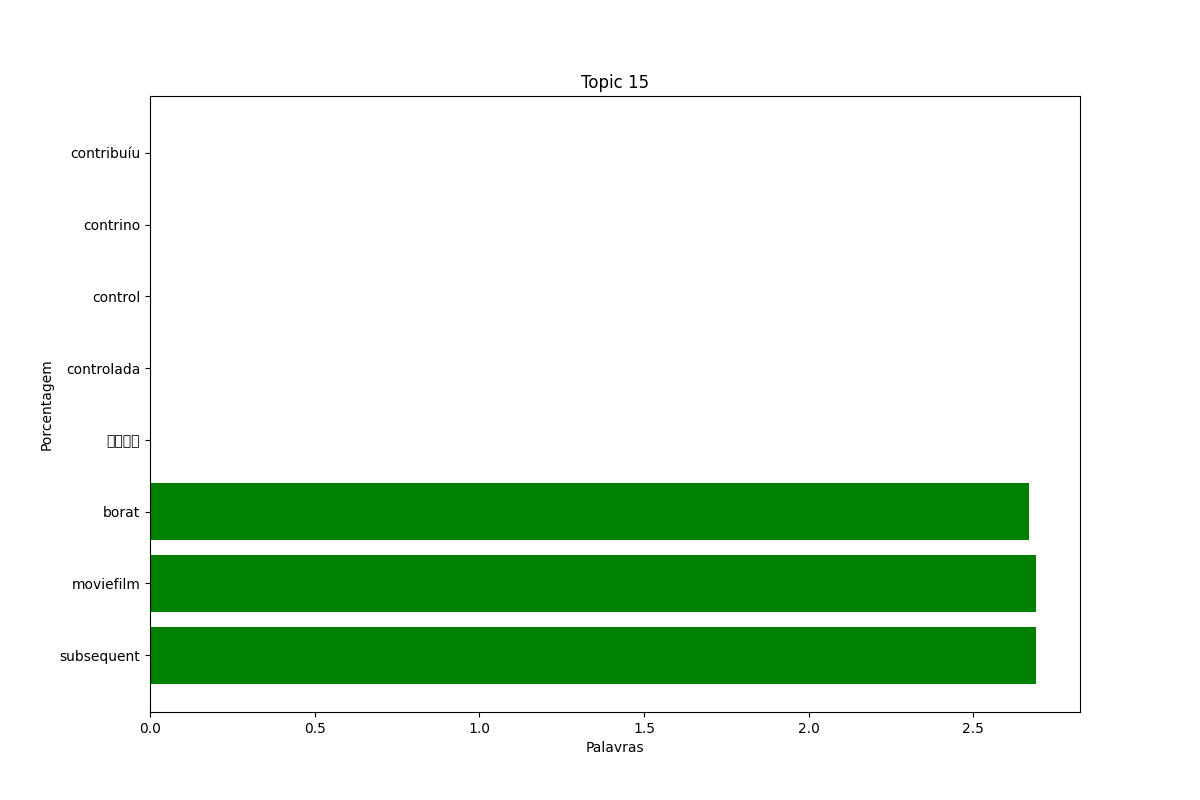 Topic 15
contribuíu
contrino
control
controlada
borat
moviefilm
subsequent
Porcentagem
0.0 0.5 1.0 1.5 2.0 2.5
Palavras